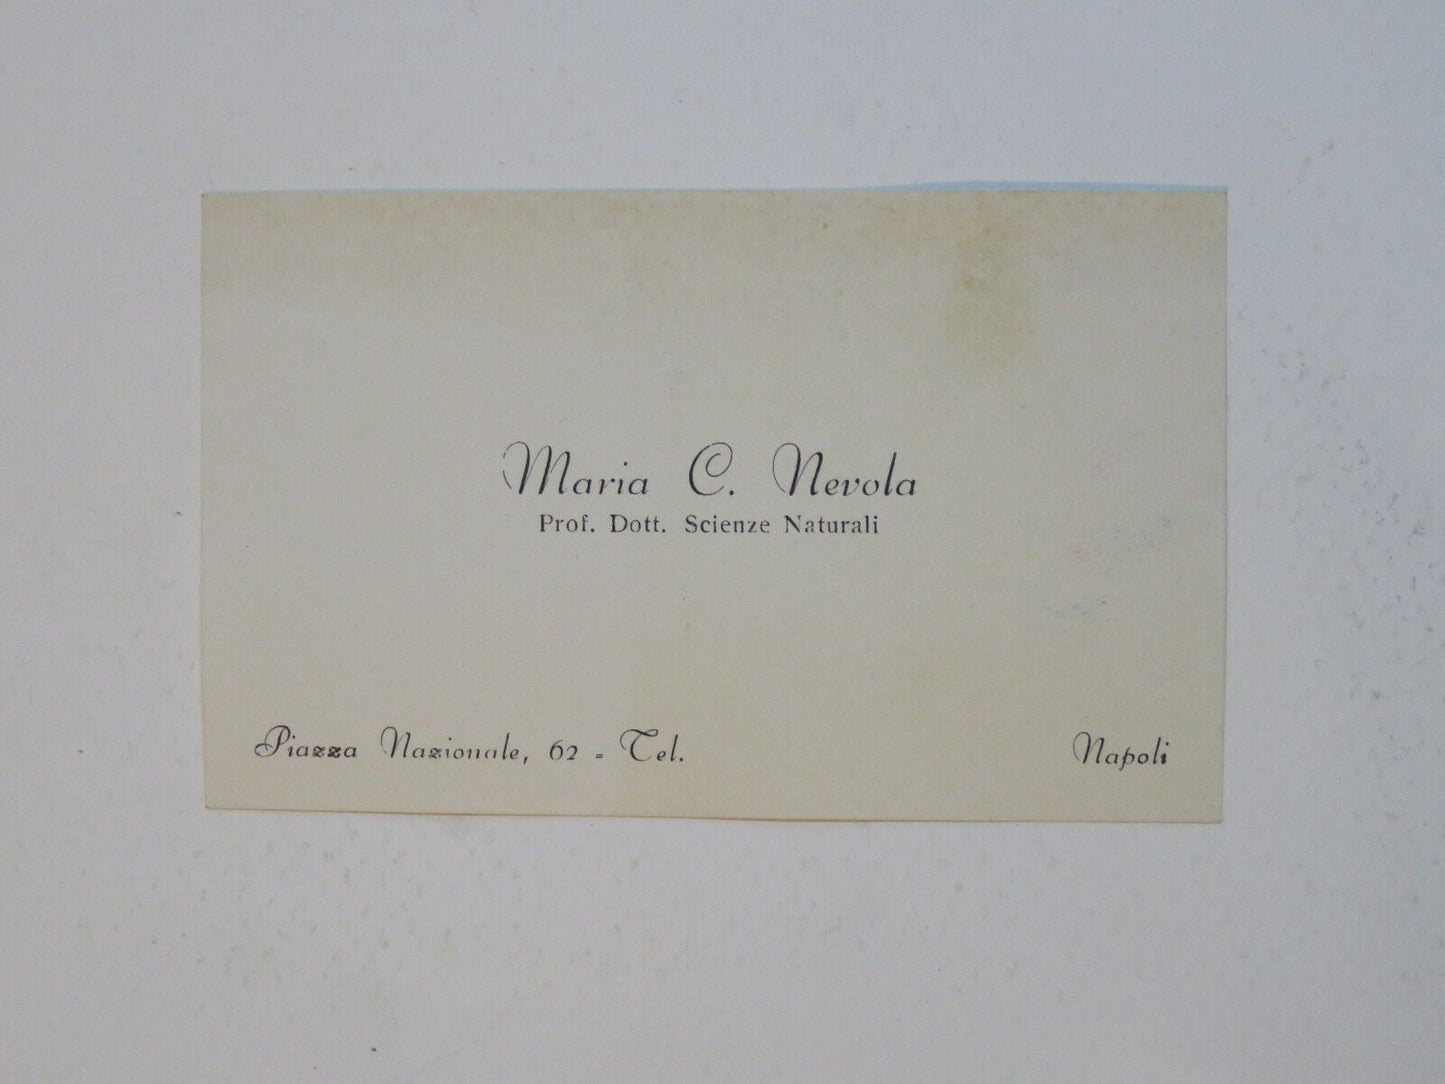 Maria C. Nevola
Prof. Dott. Scienze Naturali
Piazza Nazionale, 62 - Tel.
Napoli